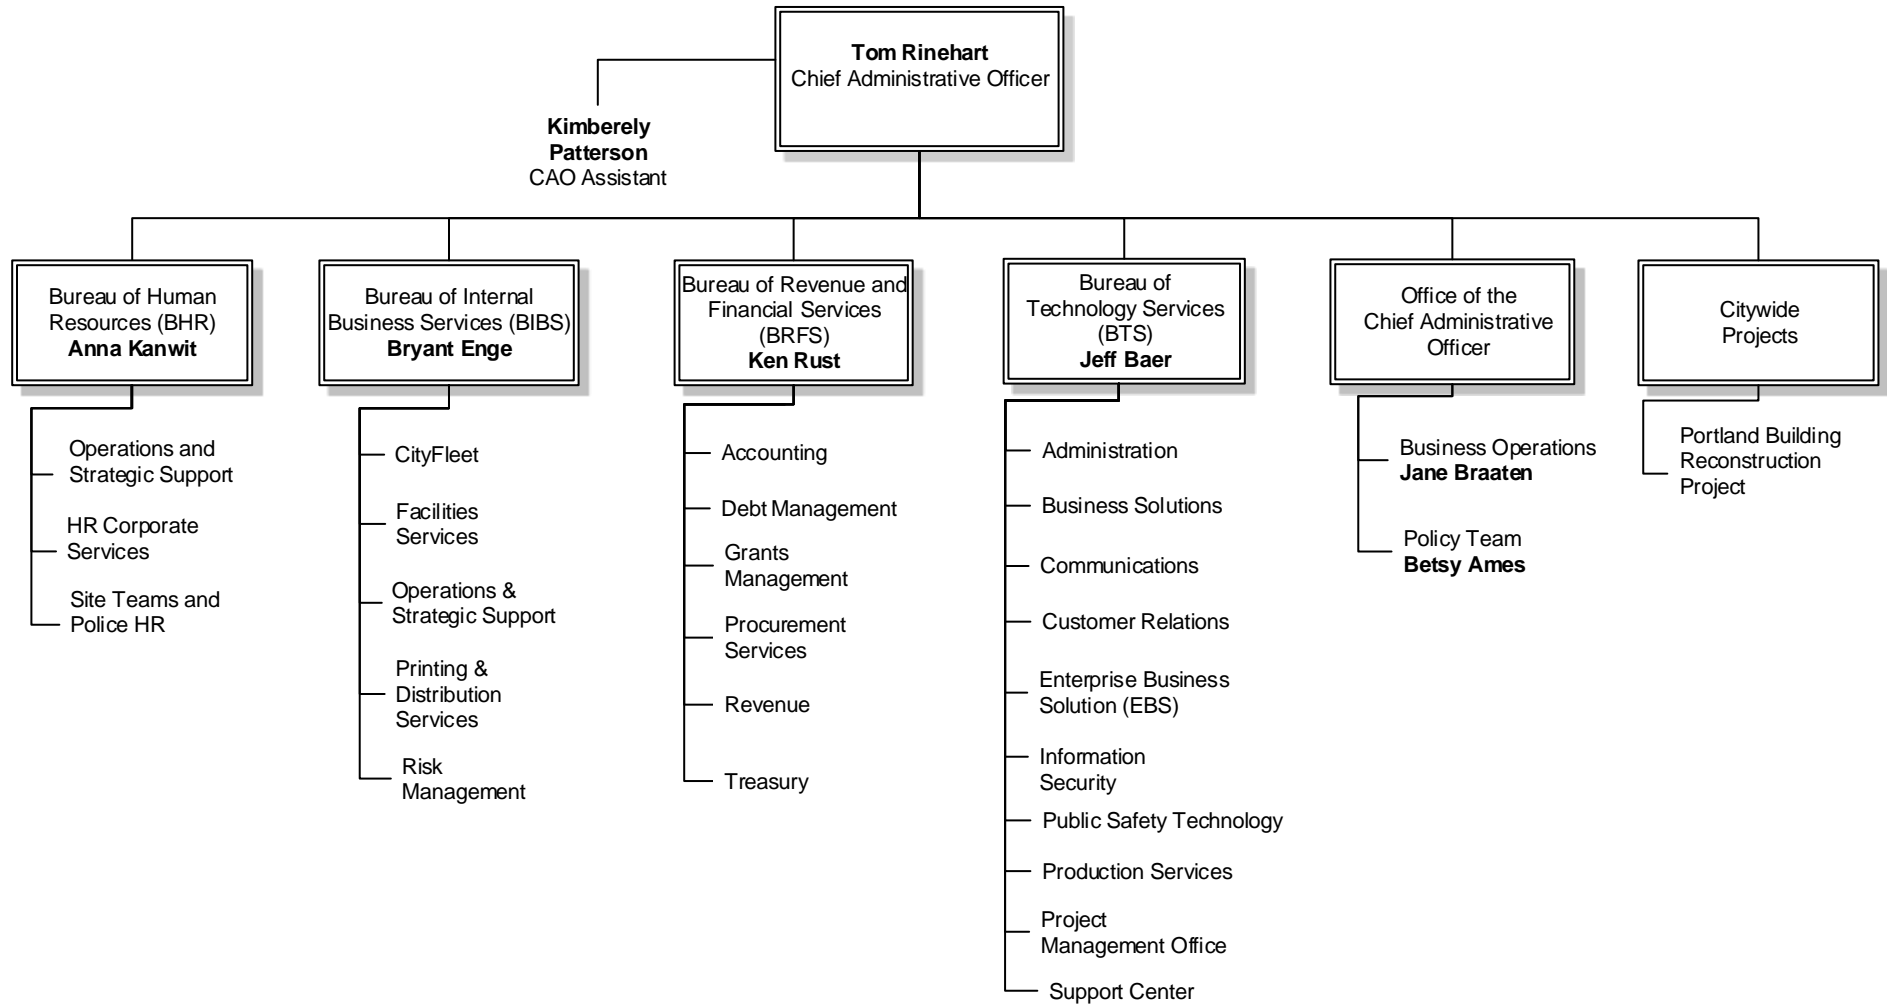 Tom Rinehart
Chief Administrative Officer
Kimberely
Patterson
CAO Assistant
Bureau of Human
Resources (BHR)
Anna Kanwit
Bureau of Internal
Business Services (BIBS)
Bryant Enge
Bureau of Revenue and
Financial Services
(BRFS)
Ken Rust
Bureau of
Technology Services
(BTS)
Jeff Baer
Office of the
Chief Administrative
Officer
Citywide
Projects
Operations and
Strategic Support
HR Corporate
Services
Site Teams and
Police HR
CityFleet
Facilities
Services
Operations &
Strategic Support
Printing &
Distribution
Services
Risk
Management
Accounting
Debt Management
Grants
Management
Procurement
Services
Revenue
Treasury
Administration
Business Solutions
Communications
Customer Relations
Enterprise Business
Solution (EBS)
Information
Security
Public Safety Technology
Production Services
Project
Management Office
Support Center
Business Operations
Jane Braaten
Policy Team
Betsy Ames
Portland Building
Reconstruction
Project